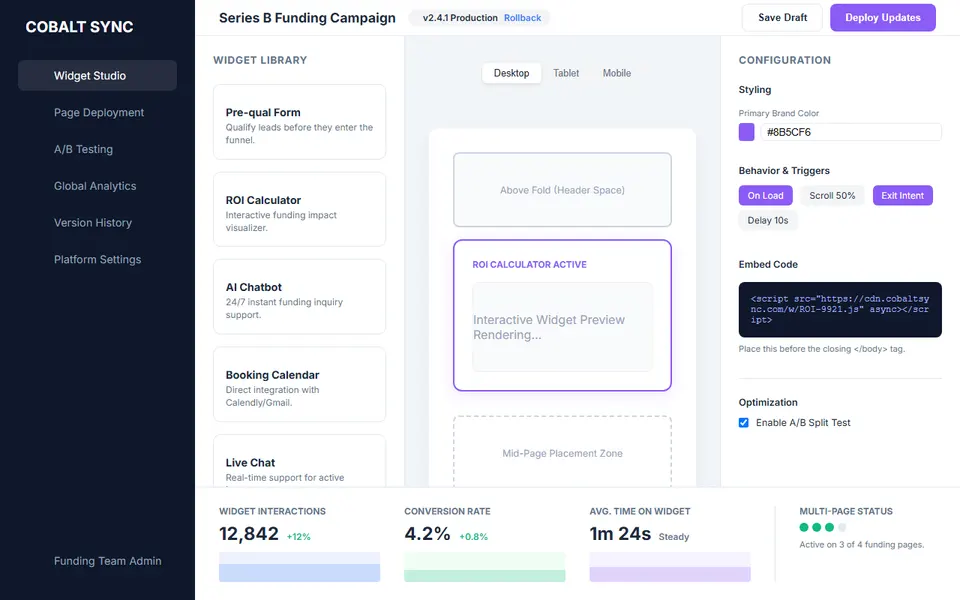 COBALT SYNC
Widget Studio
Page Deployment
A/B Testing
Global Analytics
Version History
Platform Settings
Funding Team Admin
Series B Funding Campaign
v2.4.1 Production Rollback
Save Draft
Deploy Updates
WIDGET LIBRARY
Pre-qual Form
Qualify leads before they enter the
funnel.
ROI Calculator
Interactive funding impact
visualizer.
AI Chatbot
24/7 instant funding inquiry
support.
Booking Calendar
Direct integration with
Calendly/Gmail.
Live Chat
Real-time support for active
Desktop
Tablet
Mobile
Above Fold (Header Space)
ROI CALCULATOR ACTIVE
Interactive Widget Preview
Rendering...
Mid-Page Placement Zone
CONFIGURATION
Styling
Primary Brand Color
#8B5CF6
Behavior & Triggers
On Load
Scroll 50%
Exit Intent
Delay 10s
Embed Code
<script src="https://cdn.cobaltsy
nc.com/w/ROI-9921.js" async></scr
ipt>
Place this before the closing </body> tag.
Optimization
Enable A/B Split Test
WIDGET INTERACTIONS
12,842 +12%
CONVERSION RATE
4.2% +0.8%
AVG. TIME ON WIDGET
1m 24s Steady
MULTI-PAGE STATUS
Active on 3 of 4 funding pages.